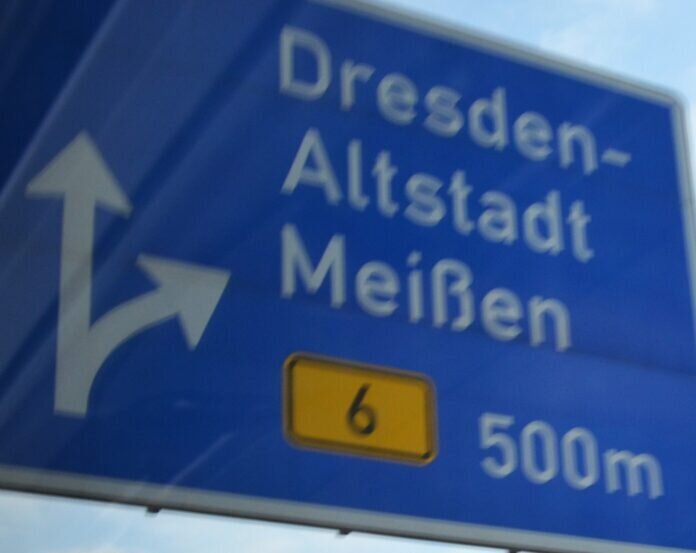 Dresden-
Altstadt
Meißen
6
500m